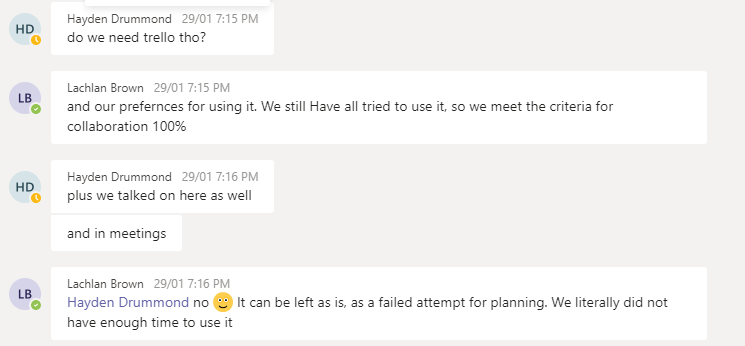 HD
Hayden Drummond 29/01 7:15 PM
do we need trello tho?
LB
Lachlan Brown 29/01 7:15 PM
and our prefernces for using it. We still Have all tried to use it, so we meet the criteria for
collaboration 100%
HD
Hayden Drummond 29/01 7:16 PM
plus we talked on here as well
and in meetings
LB
Lachlan Brown 29/01 7:16 PM
Hayden Drummond no 🙂 It can be left as is, as a failed attempt for planning. We literally did not
have enough time to use it